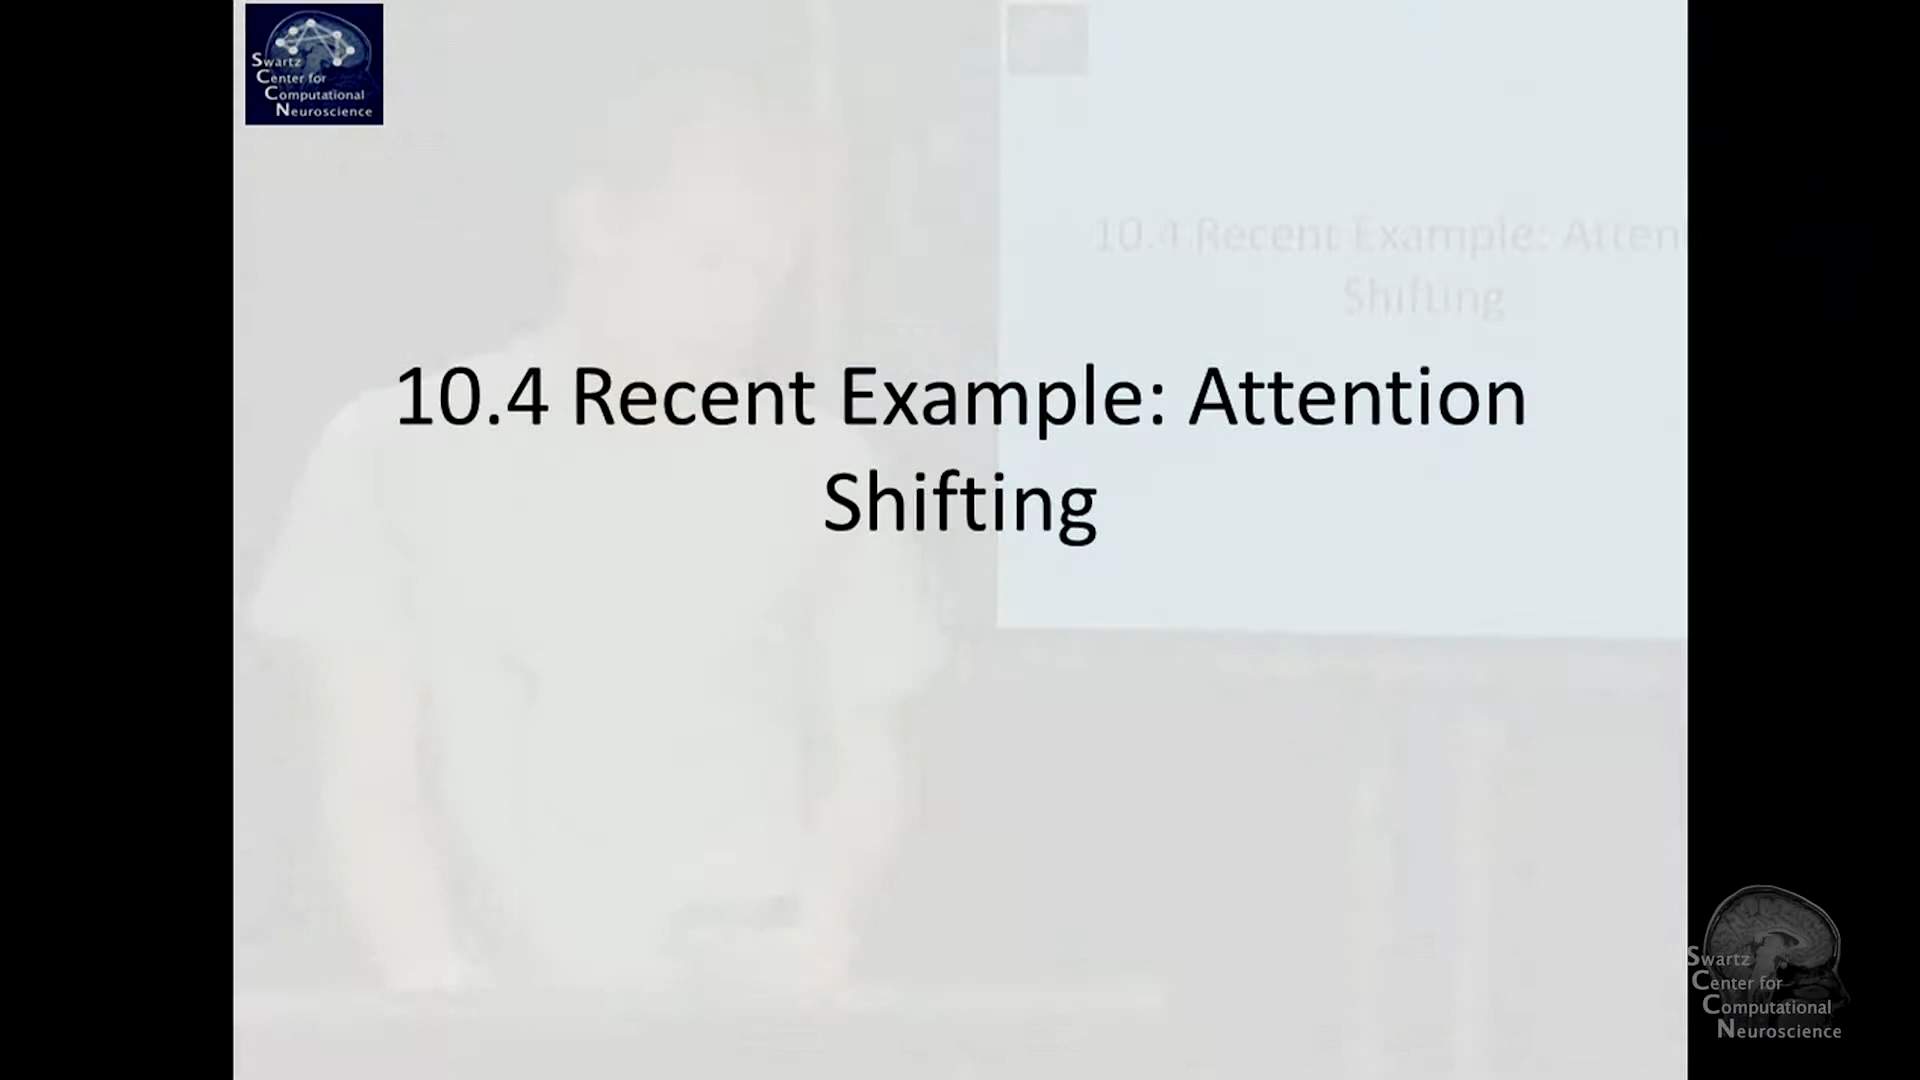 Swartz
Center for
Computational
Neuroscience
10.4 Recent Example: Atten
Shifting
10.4 Recent Example: Attention
Shifting
Swartz
Center for
Computational
Neuroscience